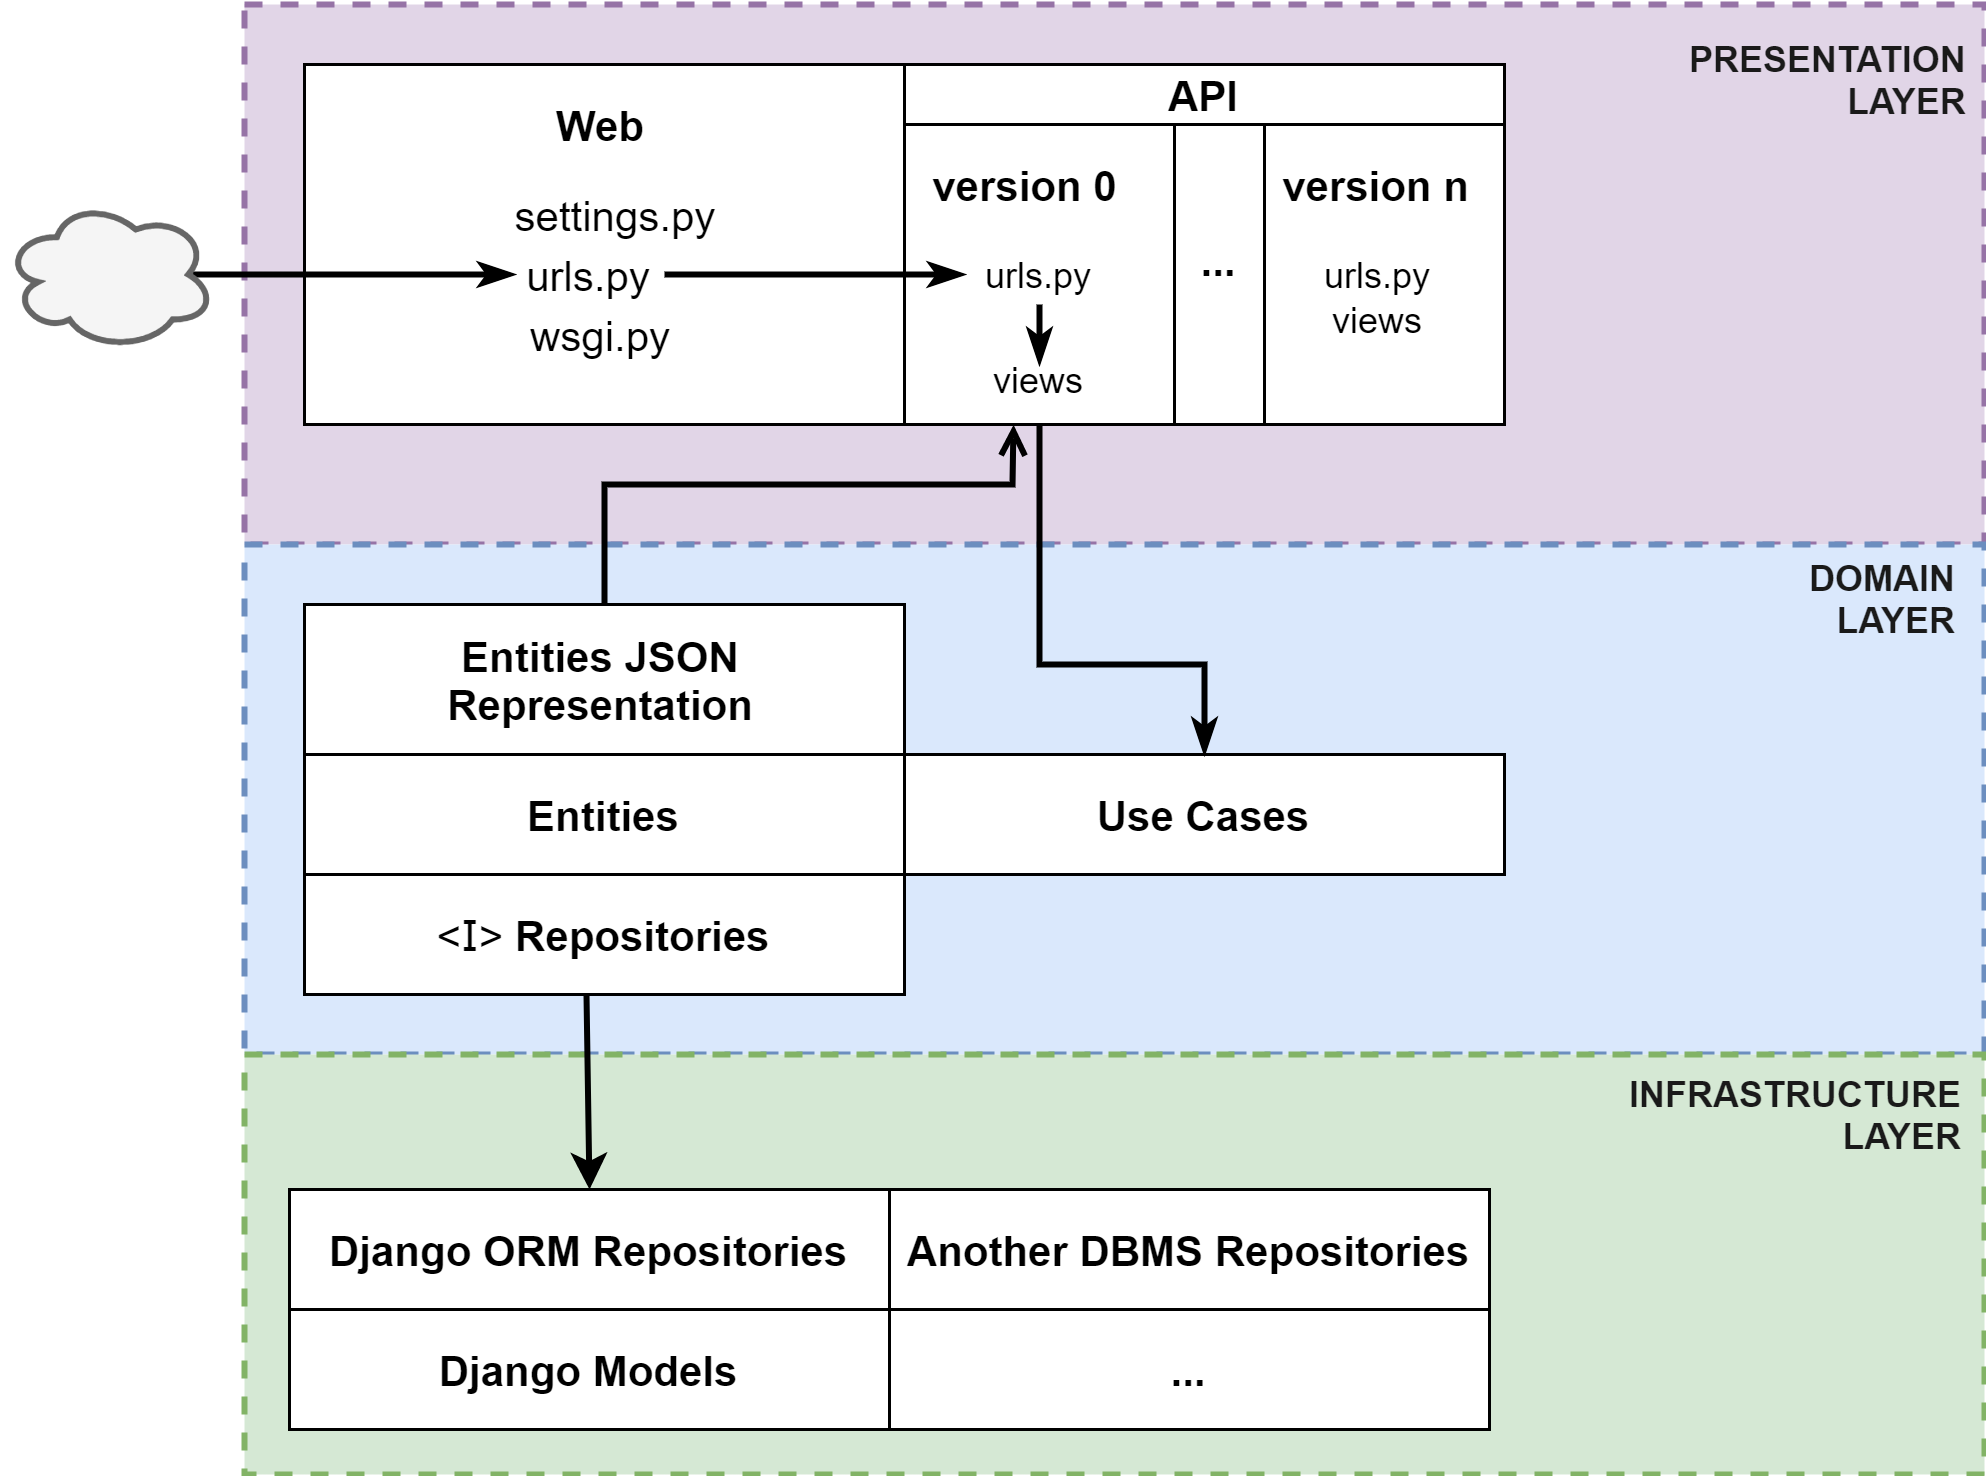 PRESENTATION
LAYER
Web
settings.py
urls.py
wsgi.py
API
version 0
urls.py
views
...
version n
urls.py
views
DOMAIN
LAYER
Entities JSON
Representation
Entities
Use Cases
<I> Repositories
INFRASTRUCTURE
LAYER
Django ORM Repositories
Another DBMS Repositories
Django Models
...